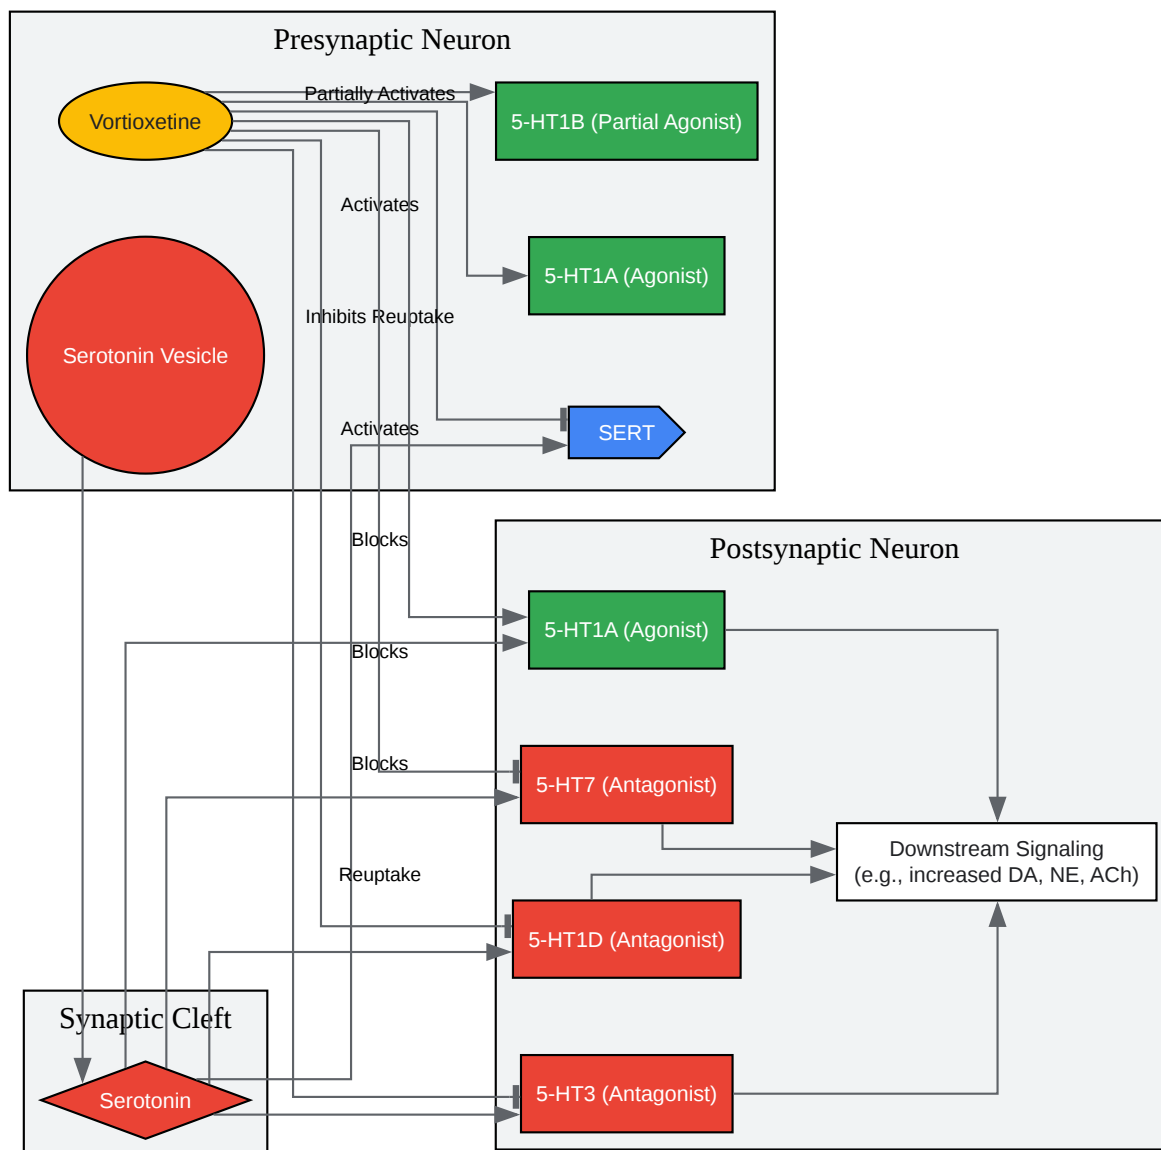 Presynaptic Neuron
Vortioxetine
Partially Activates
5-HT1B (Partial Agonist)
Activates
5-HT1A (Agonist)
Inhibits Reuptake
Serotonin Vesicle
Activates
SERT
Blocks
Postsynaptic Neuron
5-HT1A (Agonist)
Blocks
Blocks
5-HT7 (Antagonist)
Downstream Signaling
(e.g., increased DA, NE, ACh)
Reuptake
5-HT1D (Antagonist)
Synaptic Cleft
Serotonin
5-HT3 (Antagonist)